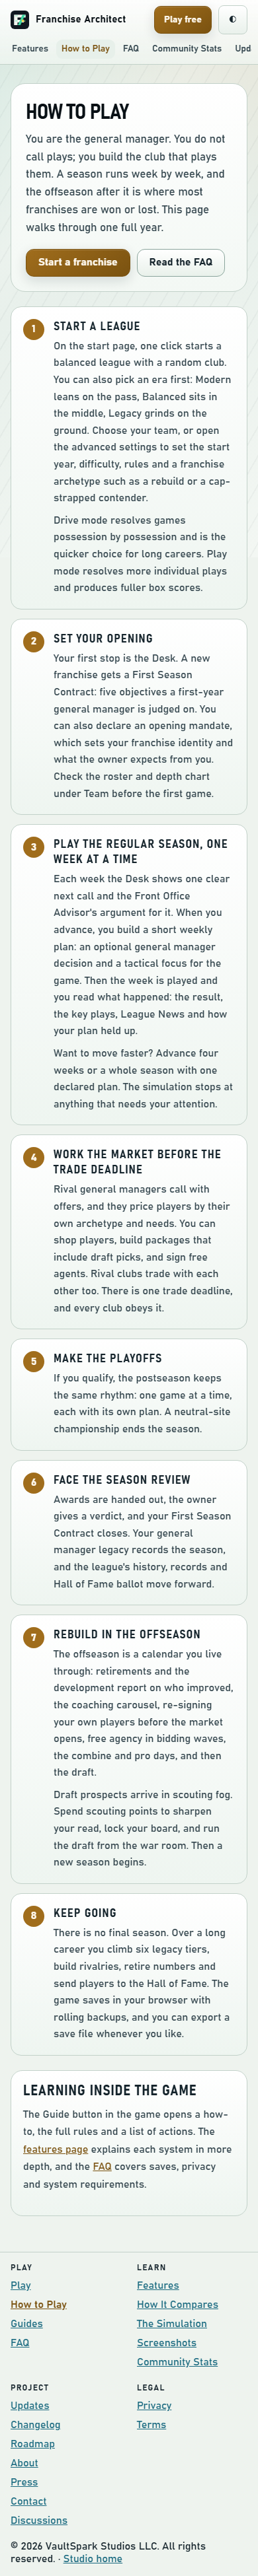 Franchise Architect
Play free
Features
How to Play
FAQ
Community Stats
Upd
HOW TO PLAY
You are the general manager. You do not
call plays; you build the club that plays
them. A season runs week by week, and
the offseason after it is where most
franchises are won or lost. This page
walks through one full year.
Start a franchise
Read the FAQ
1
START A LEAGUE
On the start page, one click starts a
balanced league with a random club.
You can also pick an era first: Modern
leans on the pass, Balanced sits in
the middle, Legacy grinds on the
ground. Choose your team, or open
the advanced settings to set the start
year, difficulty, rules and a franchise
archetype such as a rebuild or a cap-
strapped contender.
Drive mode resolves games
possession by possession and is the
quicker choice for long careers. Play
mode resolves more individual plays
and produces fuller box scores.
2
SET YOUR OPENING
Your first stop is the Desk. A new
franchise gets a First Season
Contract: five objectives a first-year
general manager is judged on. You
can also declare an opening mandate,
which sets your franchise identity and
what the owner expects from you.
Check the roster and depth chart
under Team before the first game.
3
PLAY THE REGULAR SEASON, ONE
WEEK AT A TIME
Each week the Desk shows one clear
next call and the Front Office
Advisor's argument for it. When you
advance, you build a short weekly
plan: an optional general manager
decision and a tactical focus for the
game. Then the week is played and
you read what happened: the result,
the key plays, League News and how
your plan held up.
Want to move faster? Advance four
weeks or a whole season with one
declared plan. The simulation stops at
anything that needs your attention.
4
WORK THE MARKET BEFORE THE
TRADE DEADLINE
Rival general managers call with
offers, and they price players by their
own archetype and needs. You can
shop players, build packages that
include draft picks, and sign free
agents. Rival clubs trade with each
other too. There is one trade deadline,
and every club obeys it.
5
MAKE THE PLAYOFFS
If you qualify, the postseason keeps
the same rhythm: one game at a time,
each with its own plan. A neutral-site
championship ends the season.
6
FACE THE SEASON REVIEW
Awards are handed out, the owner
gives a verdict, and your First Season
Contract closes. Your general
manager legacy records the season,
and the league's history, records and
Hall of Fame ballot move forward.
7
REBUILD IN THE OFFSEASON
The offseason is a calendar you live
through: retirements and the
development report on who improved,
the coaching carousel, re-signing
your own players before the market
opens, free agency in bidding waves,
the combine and pro days, and then
the draft.
Draft prospects arrive in scouting fog.
Spend scouting points to sharpen
your read, lock your board, and run
the draft from the war room. Then a
new season begins.
8
KEEP GOING
There is no final season. Over a long
career you climb six legacy tiers,
build rivalries, retire numbers and
send players to the Hall of Fame. The
game saves in your browser with
rolling backups, and you can export a
save file whenever you like.
LEARNING INSIDE THE GAME
The Guide button in the game opens a how-
to, the full rules and a list of actions. The
features page explains each system in more
depth, and the FAQ covers saves, privacy
and system requirements.
PLAY
Play
How to Play
Guides
FAQ
LEARN
Features
How It Compares
The Simulation
Screenshots
Community Stats
PROJECT
Updates
Changelog
Roadmap
About
Press
Contact
Discussions
LEGAL
Privacy
Terms
© 2026 VaultSpark Studios LLC. All rights
reserved. · Studio home